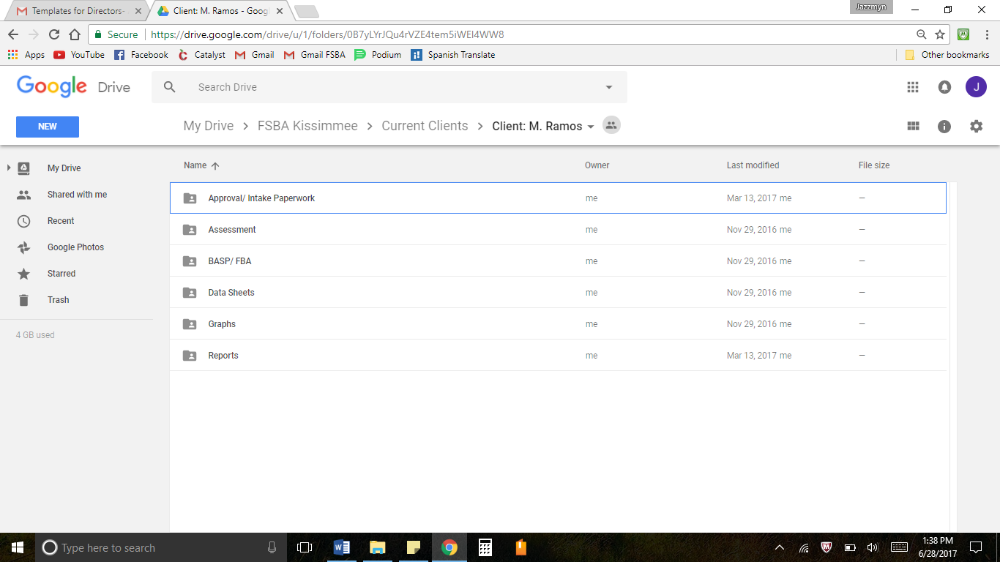 Jazzmyn
Templates for Directors-
Client: M. Ramos - Goog
Secure https://drive.google.com/drive/u/1/folders/0B7yLYrJQu4rVZE4tem5iWEI4WW8
Apps YouTube Facebook Catalyst Gmail Gmail FSBA Podium Spanish Translate Other bookmarks
Google Drive Search Drive J
NEW My Drive > FSBA Kissimmee > Current Clients > Client: M. Ramos
Name Owner Last modified File size
My Drive
Shared with me
Recent
Google Photos
Starred
Trash
4 GB used
Approval/ Intake Paperwork me Mar 13, 2017 me —
Assessment me Nov 29, 2016 me —
BASP/ FBA me Nov 29, 2016 me —
Data Sheets me Nov 29, 2016 me —
Graphs me Nov 29, 2016 me —
Reports me Mar 13, 2017 me —
Type here to search
1:38 PM
6/28/2017